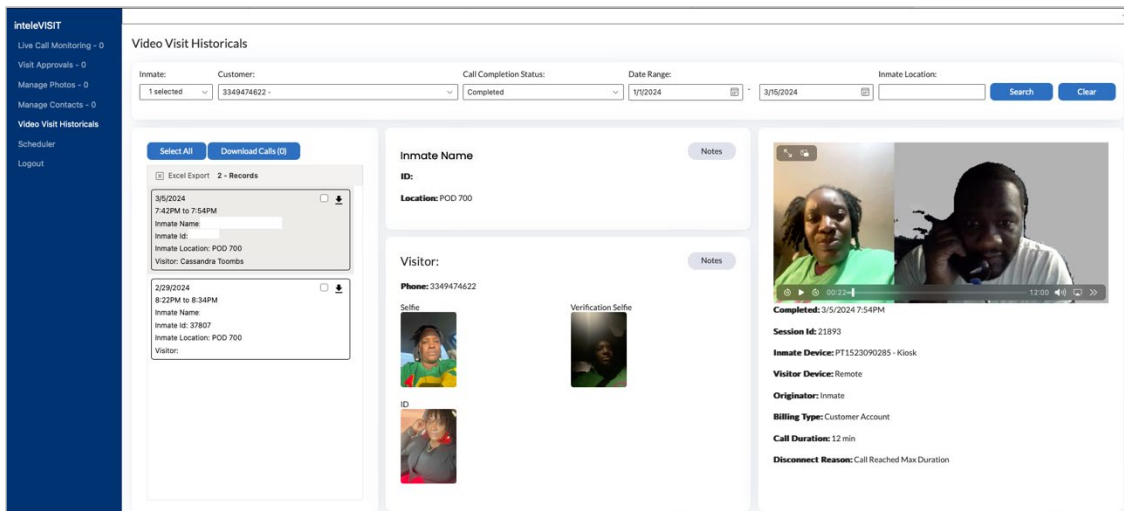 inteleVISIT
Live Call Monitoring - 0
Visit Approvals - 0
Manage Photos - 0
Manage Contacts - 0
Video Visit Historicals
Scheduler
Logout
Video Visit Historicals
Inmate:
1 selected
Customer:
3349474622 -
Call Completion Status:
Completed
Date Range:
1/1/2024
-
3/15/2024
Inmate Location:
Search
Clear
Select All
Download Calls (0)
Excel Export 2 - Records
3/5/2024
7:42PM to 7:54PM
Inmate Name:
Inmate Id:
Inmate Location: POD 700
Visitor: Cassandra Toombs
2/29/2024
8:22PM to 8:34PM
Inmate Name:
Inmate Id: 37807
Inmate Location: POD 700
Visitor:
Inmate Name
Notes
ID:
Location: POD 700
Visitor:
Notes
Phone: 3349474622
Selfie
Verification Selfie
ID
00:22
12:00
Completed: 3/5/2024 7:54PM
Session Id: 21893
Inmate Device: PT1523090285 - Kiosk
Visitor Device: Remote
Originator: Inmate
Billing Type: Customer Account
Call Duration: 12 min
Disconnect Reason: Call Reached Max Duration